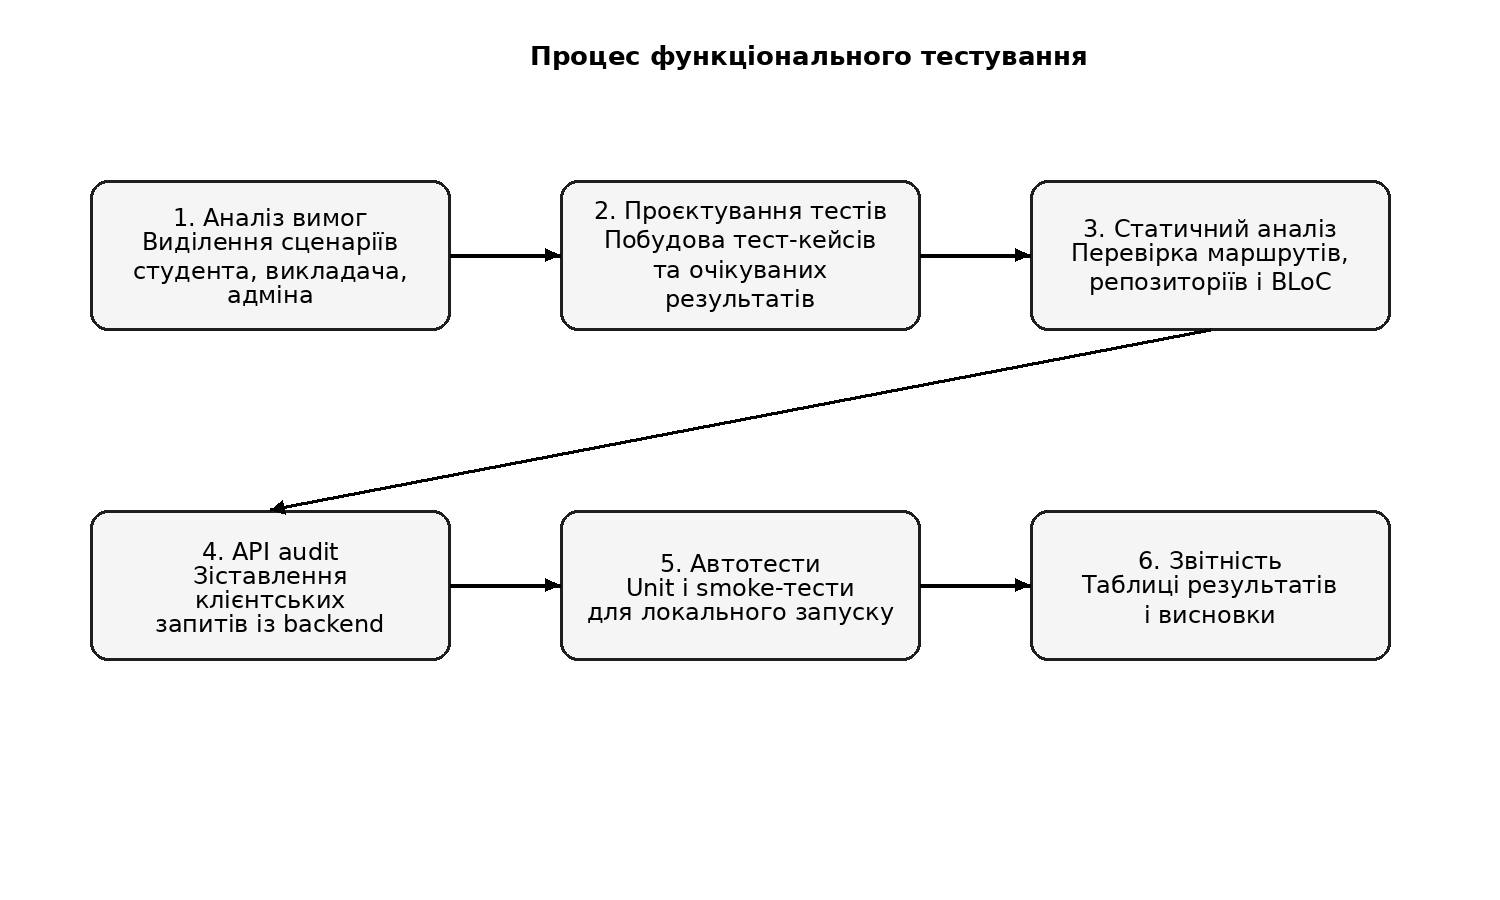 Процес функціонального тестування
1. Аналіз вимог
Виділення сценаріїв
студента, викладача,
адміна
2. Проєктування тестів
Побудова тест-кейсів
та очікуваних
результатів
3. Статичний аналіз
Перевірка маршрутів,
репозиторіїв і BLoC
4. API audit
Зіставлення
клієнтських
запитів із backend
5. Автотести
Unit і smoke-тести
для локального запуску
6. Звітність
Таблиці результатів
і висновки